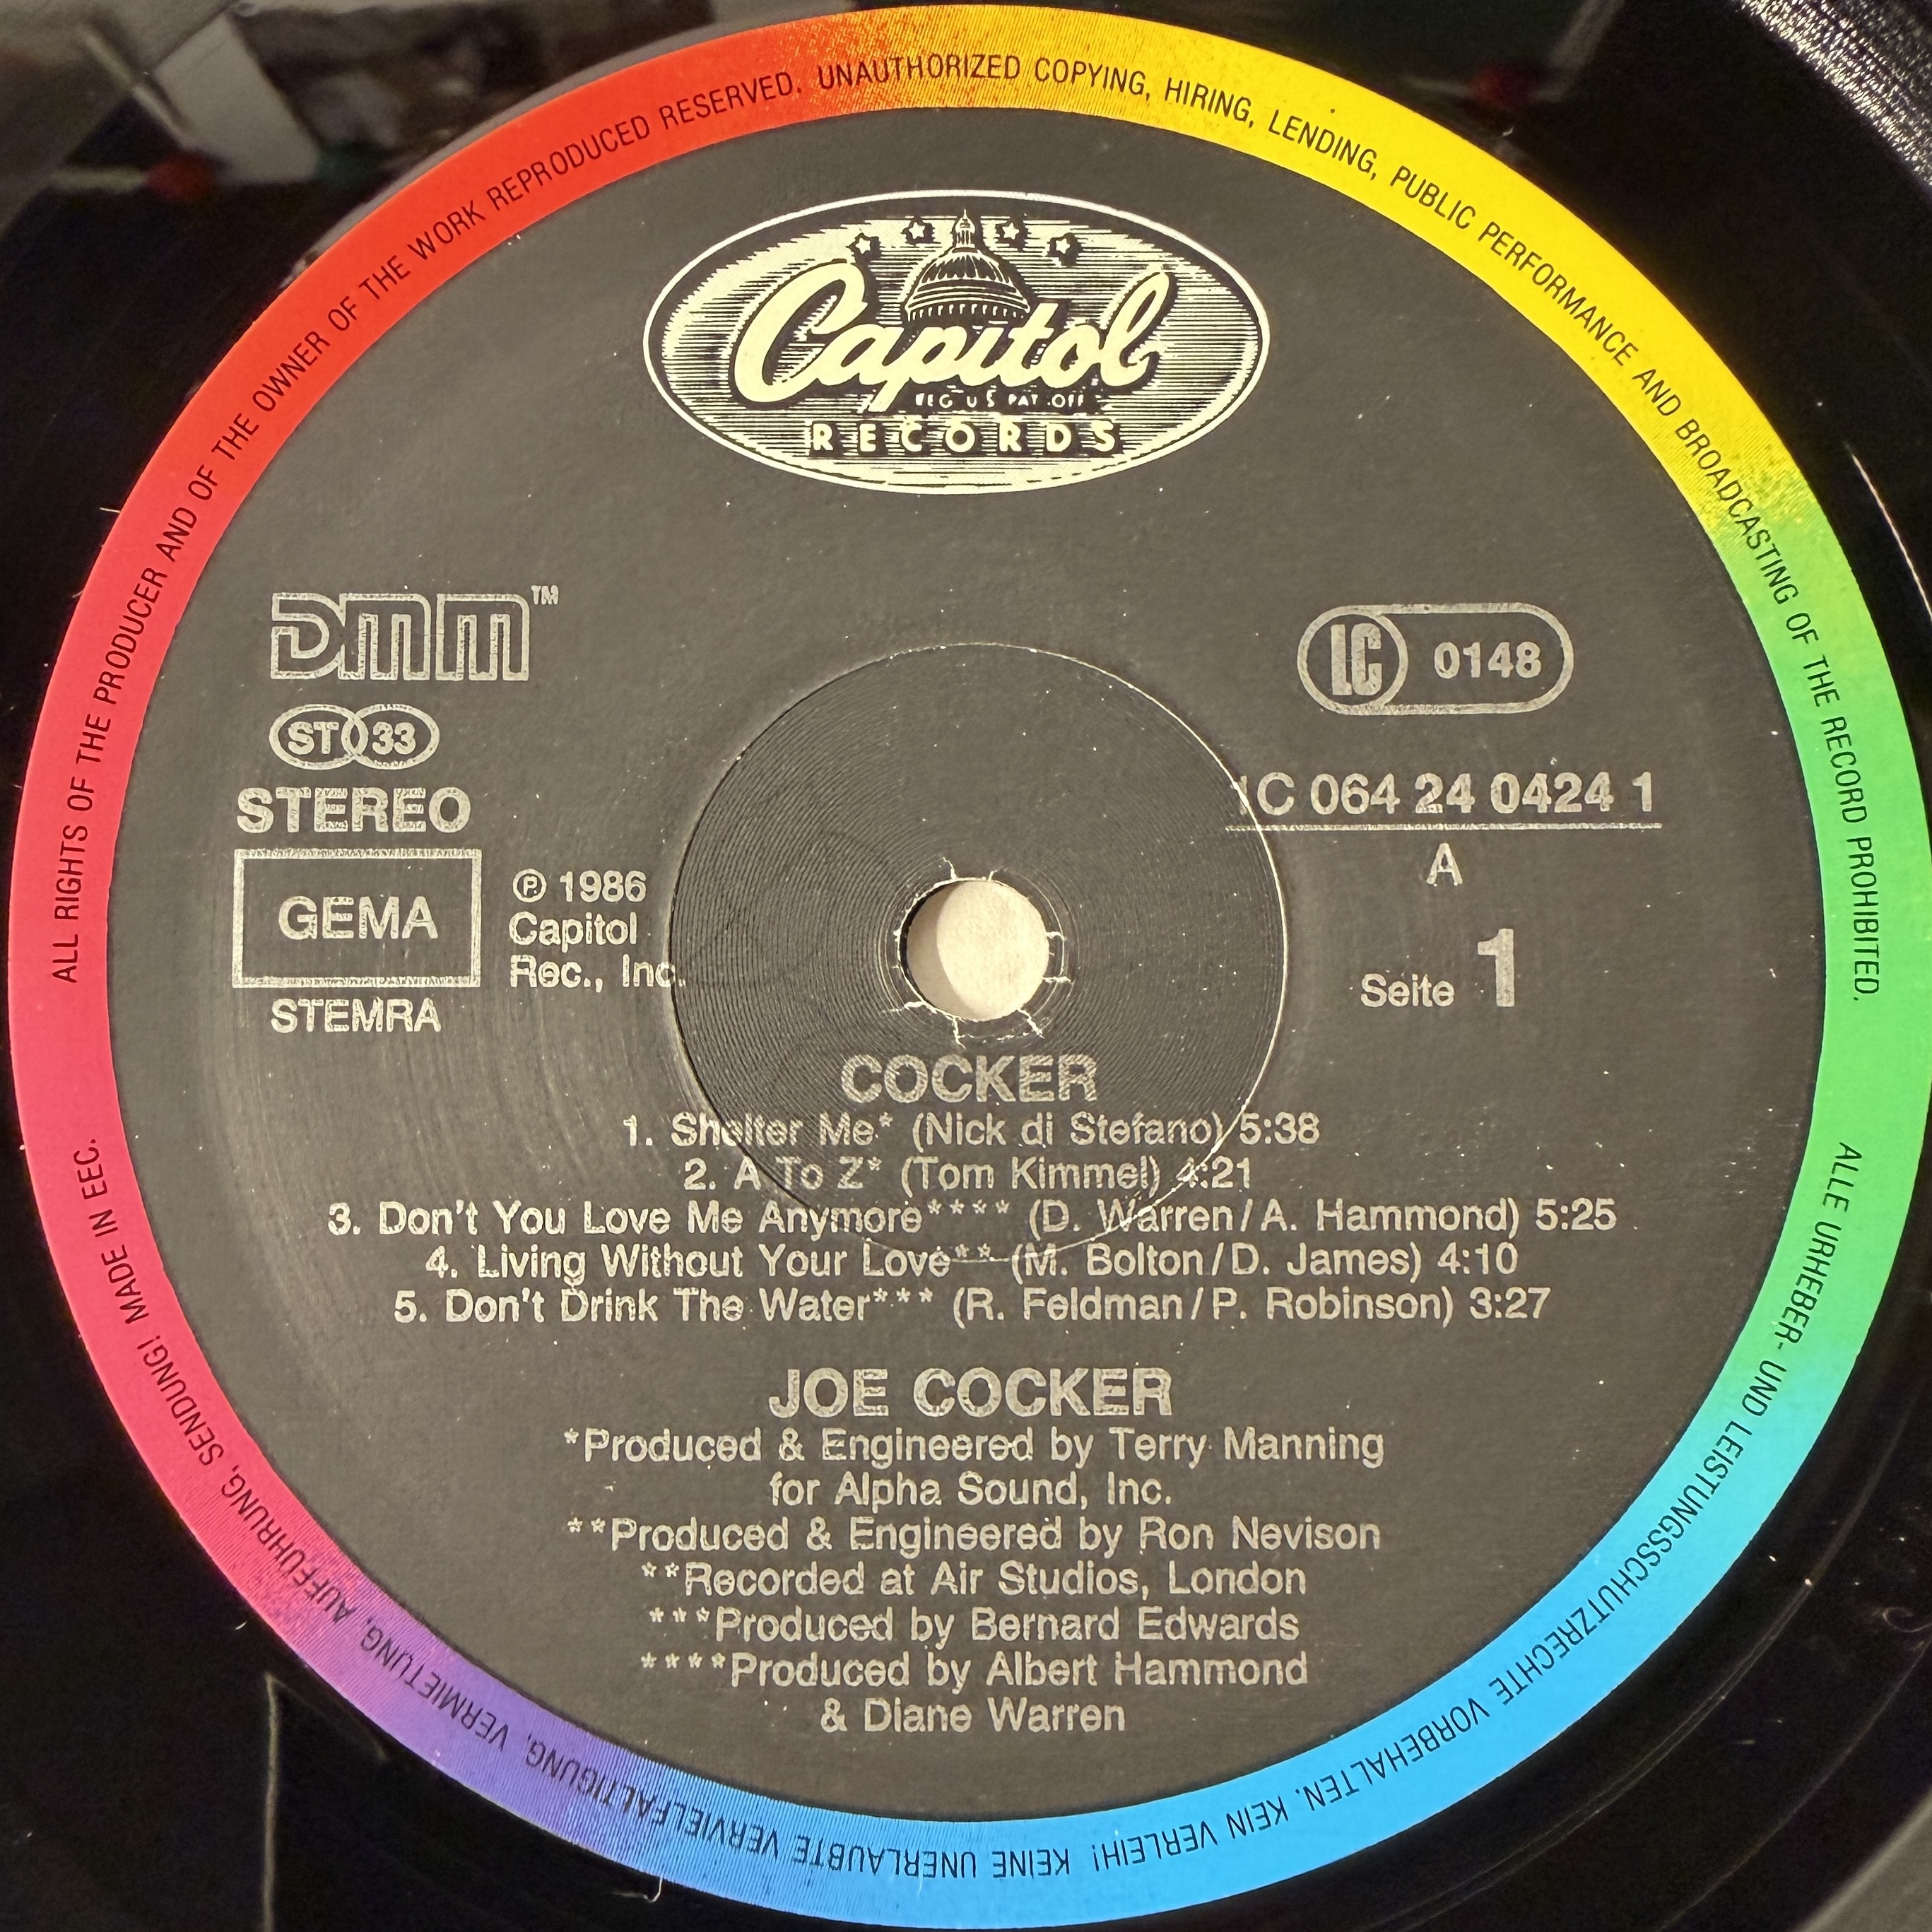 ALL RIGHTS OF THE PRODUCER AND OF THE OWNER OF THE WORK REPRODUCED RESERVED. UNAUTHORIZED COPYING, HIRING, LENDING, PUBLIC PERFORMANCE AND BROADCASTING OF THE RECORD PROHIBITED.
Capitol
REG U S PAT OFF
RECORDS
DMM™
LC 0148
ST 33
STEREO
1C 064 24 0424 1
A
GEMA
STEMRA
℗ 1986
Capitol
Rec., Inc.
Seite 1
COCKER
1. Shelter Me* (Nick di Stefano) 5:38
2. A To Z* (Tom Kimmel) 4:21
3. Don't You Love Me Anymore**** (D. Warren/A. Hammond) 5:25
4. Living Without Your Love** (M. Bolton/D. James) 4:10
5. Don't Drink The Water*** (R. Feldman/P. Robinson) 3:27
JOE COCKER
*Produced & Engineered by Terry Manning
for Alpha Sound, Inc.
**Produced & Engineered by Ron Nevison
**Recorded at Air Studios, London
***Produced by Bernard Edwards
****Produced by Albert Hammond
& Diane Warren
ALLE URHEBER- UND LEISTUNGSSCHUTZRECHTE VORBEHALTEN. KEIN VERLEIH! KEINE UNERLAUBTE VERVIELFÄLTIGUNG, VERMIETUNG, AUFFÜHRUNG, SENDUNG! MADE IN EEC.